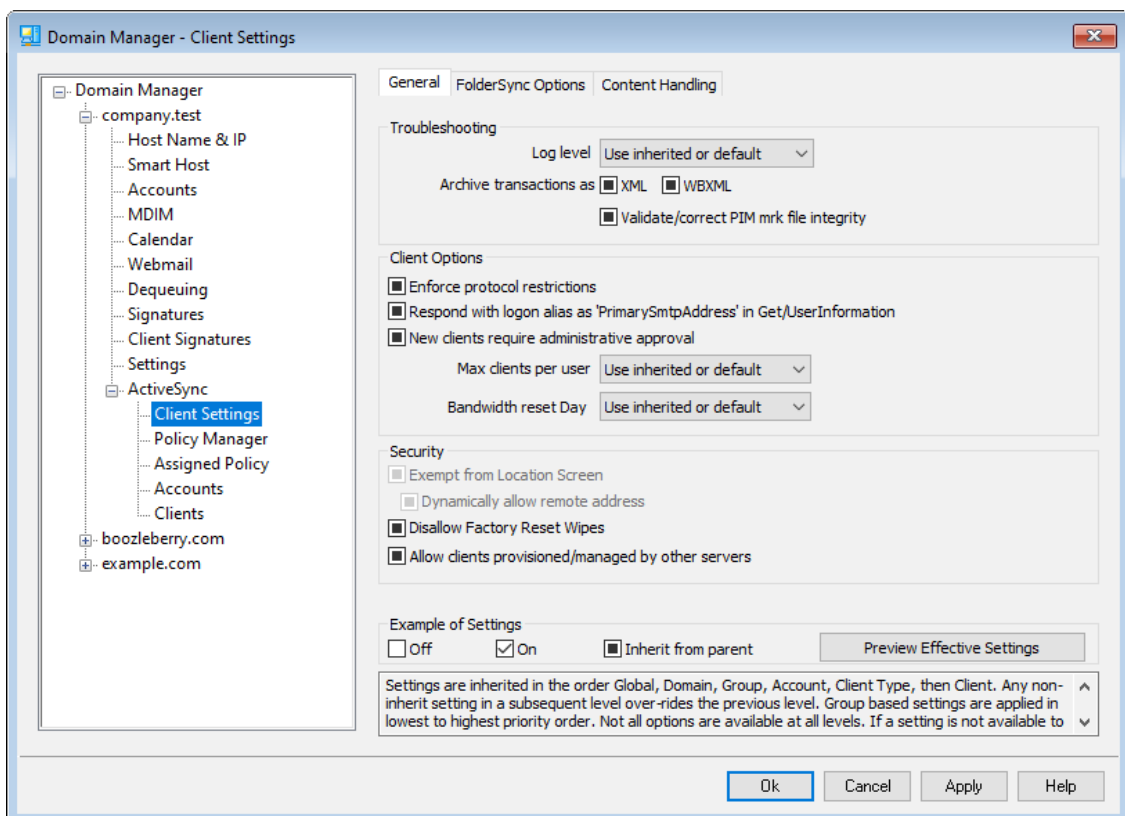 Domain Manager - Client Settings
Domain Manager
company.test
Host Name & IP
Smart Host
Accounts
MDIM
Calendar
Webmail
Dequeuing
Signatures
Client Signatures
Settings
ActiveSync
Client Settings
Policy Manager
Assigned Policy
Accounts
Clients
boozleberry.com
example.com
General FolderSync Options Content Handling
Troubleshooting
Log level Use inherited or default
Archive transactions as XML WBXML
Validate/correct PIM mrk file integrity
Client Options
Enforce protocol restrictions
Respond with logon alias as 'PrimarySmtpAddress' in Get/UserInformation
New clients require administrative approval
Max clients per user Use inherited or default
Bandwidth reset Day Use inherited or default
Security
Exempt from Location Screen
Dynamically allow remote address
Disallow Factory Reset Wipes
Allow clients provisioned/managed by other servers
Example of Settings
Off On Inherit from parent Preview Effective Settings
Settings are inherited in the order Global, Domain, Group, Account, Client Type, then Client. Any non-
inherit setting in a subsequent level over-rides the previous level. Group based settings are applied in
lowest to highest priority order. Not all options are available at all levels. If a setting is not available to
Ok Cancel Apply Help